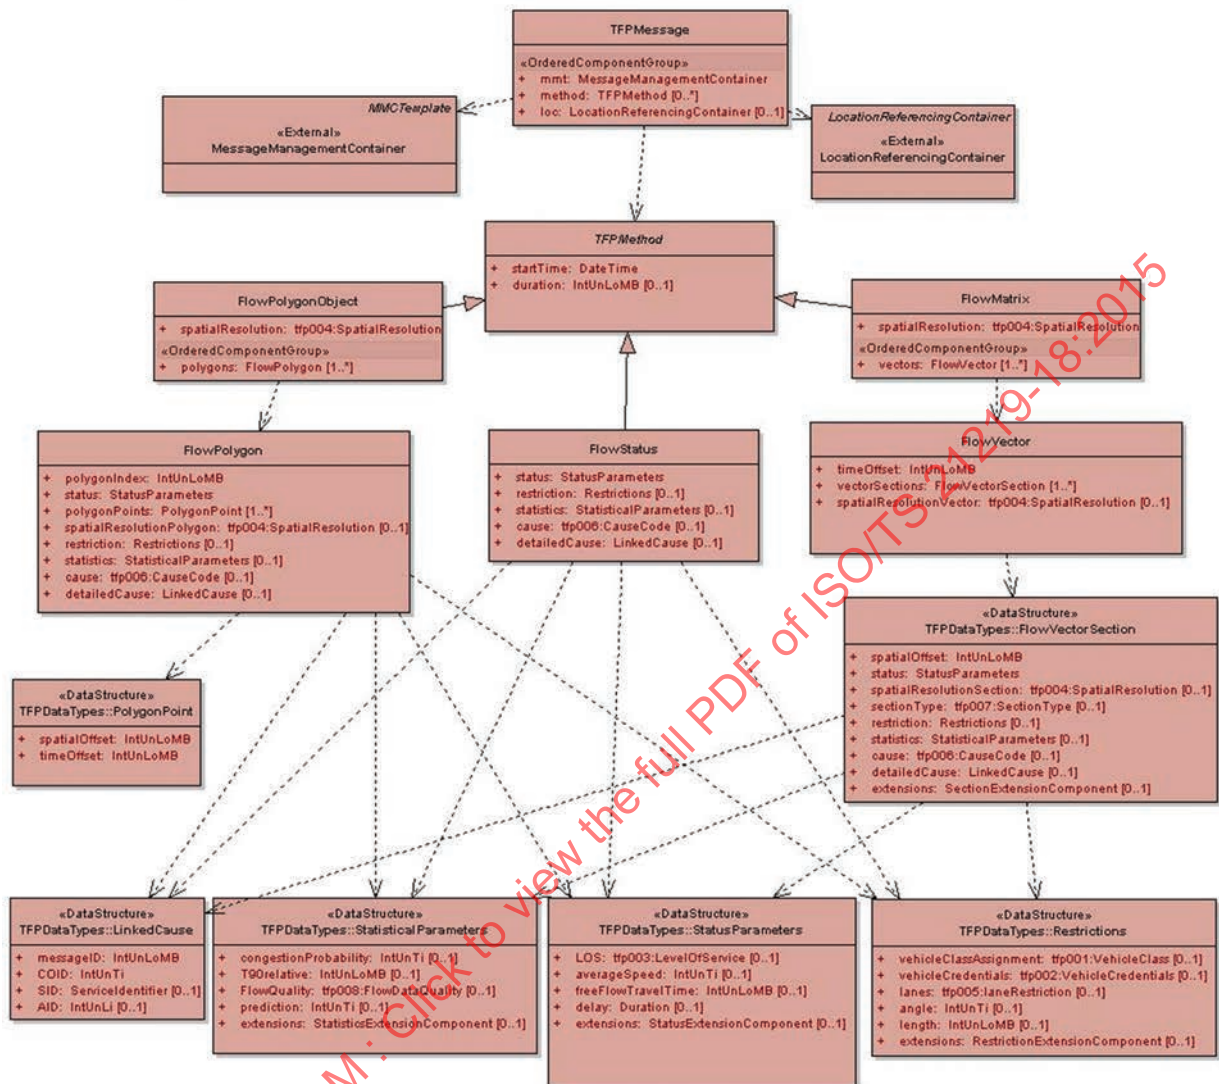 TFPMessage
«OrderedComponentGroup»
+ mmt: MessageManagementContainer
+ method: TFPMethod [0..*]
+ loc: LocationReferencingContainer [0..1]
MMCTemplate
«External»
MessageManagementContainer
LocationReferencingContainer
«External»
LocationReferencingContainer
TFPMethod
+ startTime: DateTime
+ duration: IntUnLoMB [0..1]
FlowPolygonObject
+ spatialResolution: tfp004:SpatialResolution
«OrderedComponentGroup»
+ polygons: FlowPolygon [1..*]
FlowMatrix
+ spatialResolution: tfp004:SpatialResolution
«OrderedComponentGroup»
+ vectors: FlowVector [1..*]
FlowPolygon
+ polygonIndex: IntUnLoMB
+ status: StatusParameters
+ polygonPoints: PolygonPoint [1..*]
+ spatialResolutionPolygon: tfp004:SpatialResolution [0..1]
+ restriction: Restrictions [0..1]
+ statistics: StatisticalParameters [0..1]
+ cause: tfp006:CauseCode [0..1]
+ detailedCause: LinkedCause [0..1]
FlowStatus
+ status: StatusParameters
+ restriction: Restrictions [0..1]
+ statistics: StatisticalParameters [0..1]
+ cause: tfp006:CauseCode [0..1]
+ detailedCause: LinkedCause [0..1]
FlowVector
+ timeOffset: IntUnLoMB
+ vectorSections: FlowVectorSection [1..*]
+ spatialResolutionVector: tfp004:SpatialResolution [0..1]
«DataStructure»
TFPDataTypes::FlowVectorSection
+ spatialOffset: IntUnLoMB
+ status: StatusParameters
+ spatialResolutionSection: tfp004:SpatialResolution [0..1]
+ sectionType: tfp007:SectionType [0..1]
+ restriction: Restrictions [0..1]
+ statistics: StatisticalParameters [0..1]
+ cause: tfp006:CauseCode [0..1]
+ detailedCause: LinkedCause [0..1]
+ extensions: SectionExtensionComponent [0..1]
«DataStructure»
TFPDataTypes::PolygonPoint
+ spatialOffset: IntUnLoMB
+ timeOffset: IntUnLoMB
«DataStructure»
TFPDataTypes::LinkedCause
+ messageID: IntUnLoMB
+ COID: IntUnTi
+ SID: ServiceIdentifier [0..1]
+ AID: IntUnLi [0..1]
«DataStructure»
TFPDataTypes::StatisticalParameters
+ congestionProbability: IntUnTi [0..1]
+ T90relative: IntUnLoMB [0..1]
+ FlowQuality: tfp008:FlowDataQuality [0..1]
+ prediction: IntUnTi [0..1]
+ extensions: StatisticsExtensionComponent [0..1]
«DataStructure»
TFPDataTypes::StatusParameters
+ LOS: tfp003:LevelOfService [0..1]
+ averageSpeed: IntUnTi [0..1]
+ freeFlowTravelTime: IntUnLoMB [0..1]
+ delay: Duration [0..1]
+ extensions: StatusExtensionComponent [0..1]
«DataStructure»
TFPDataTypes::Restrictions
+ vehicleClassAssignment: tfp001:VehicleClass [0..1]
+ vehicleCredentials: tfp002:VehicleCredentials [0..1]
+ lanes: tfp005:laneRestriction [0..1]
+ angle: IntUnTi [0..1]
+ length: IntUnLoMB [0..1]
+ extensions: RestrictionExtensionComponent [0..1]
M : Click to view the full PDF of ISO/TS 21219-18:2015